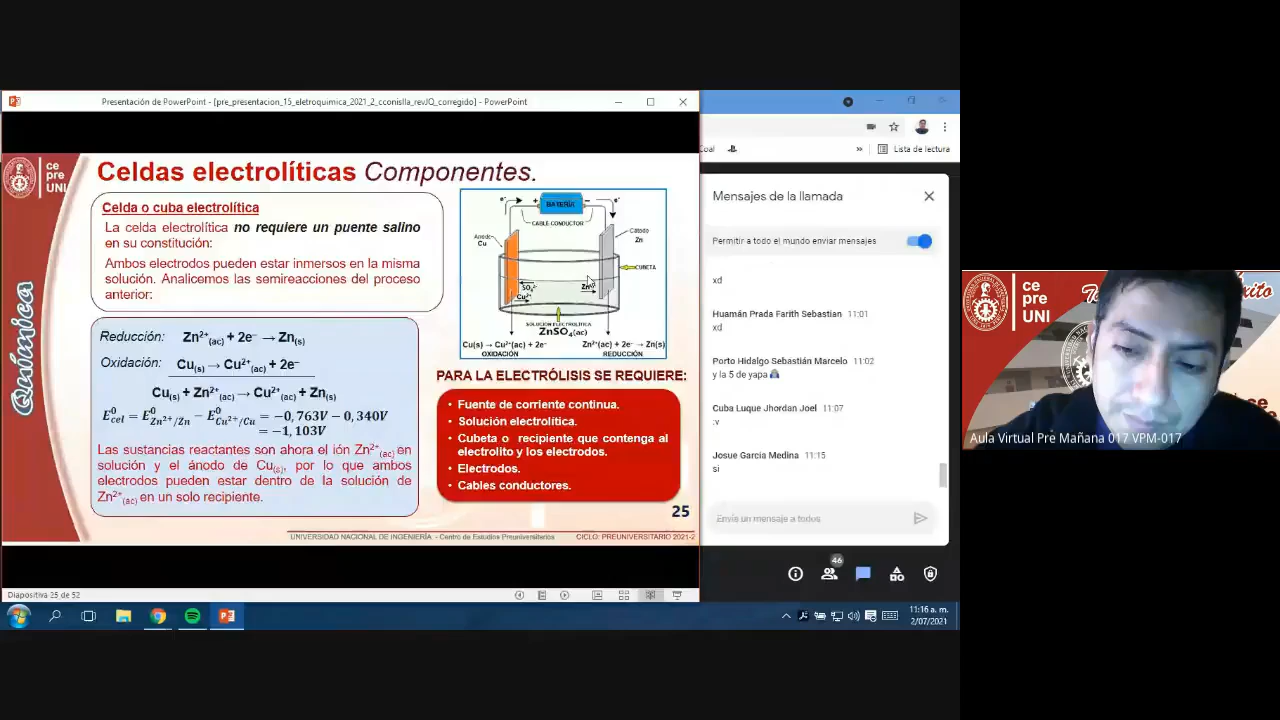 Presentación de PowerPoint - [pre_presentacion_15_eletroquimica_2021_2_cconislla_revJQ_corregido] - PowerPoint
ce
pre
UNI
Química
Celdas electrolíticas Componentes.
Celda o cuba electrolítica
La celda electrolítica no requiere un puente salino
en su constitución:
Ambos electrodos pueden estar inmersos en la misma
solución. Analicemos las semireacciones del proceso
anterior:
Reducción: Zn²⁺(ac) + 2e⁻ → Zn(s)
Oxidación: Cu(s) → Cu²⁺(ac) + 2e⁻
Cu(s) + Zn²⁺(ac) → Cu²⁺(ac) + Zn(s)
E⁰cel = E⁰Zn²⁺/Zn − E⁰Cu²⁺/Cu = −0,763V − 0,340V
= −1,103V
Las sustancias reactantes son ahora el ión Zn²⁺(ac) en
solución y el ánodo de Cu(s), por lo que ambos
electrodos pueden estar dentro de la solución de
Zn²⁺(ac) en un solo recipiente.
e⁻ + BATERÍA − e⁻
CABLE CONDUCTOR
Ánodo
Cu
Cátodo
Zn
CUBETA
SO₄²⁻
Cu²⁺
Zn²⁺
SOLUCIÓN ELECTROLÍTICA
ZnSO₄(ac)
Cu(s) → Cu²⁺(ac) + 2e⁻
OXIDACIÓN
Zn²⁺(ac) + 2e⁻ → Zn(s)
REDUCCIÓN
PARA LA ELECTRÓLISIS SE REQUIERE:
• Fuente de corriente continua.
• Solución electrolítica.
• Cubeta o recipiente que contenga al
electrolito y los electrodos.
• Electrodos.
• Cables conductores.
25
UNIVERSIDAD NACIONAL DE INGENIERÍA - Centro de Estudios Preuniversitarios
CICLO: PREUNIVERSITARIO 2021-2
Diapositiva 25 de 52
Coal
»
Lista de lectura
Mensajes de la llamada
Permitir a todo el mundo enviar mensajes
xd
Huamán Prada Farith Sebastian 11:01
xd
Porto Hidalgo Sebastián Marcelo 11:02
y la 5 de yapa
Cuba Luque Jhordan Joel 11:07
:v
Josue Garcia Medina 11:15
si
Envía un mensaje a todos
46
11:16 a. m.
2/07/2021
ce
pre
UNI
Aula Virtual Pre Mañana 017 VPM-017